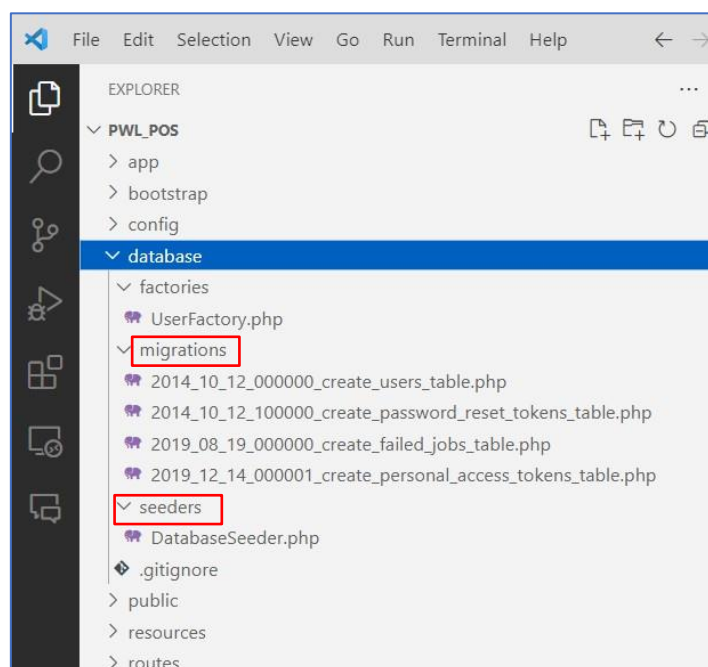 File Edit Selection View Go Run Terminal Help
EXPLORER
PWL_POS
app
bootstrap
config
database
factories
UserFactory.php
migrations
2014_10_12_000000_create_users_table.php
2014_10_12_100000_create_password_reset_tokens_table.php
2019_08_19_000000_create_failed_jobs_table.php
2019_12_14_000001_create_personal_access_tokens_table.php
seeders
DatabaseSeeder.php
.gitignore
public
resources
routes